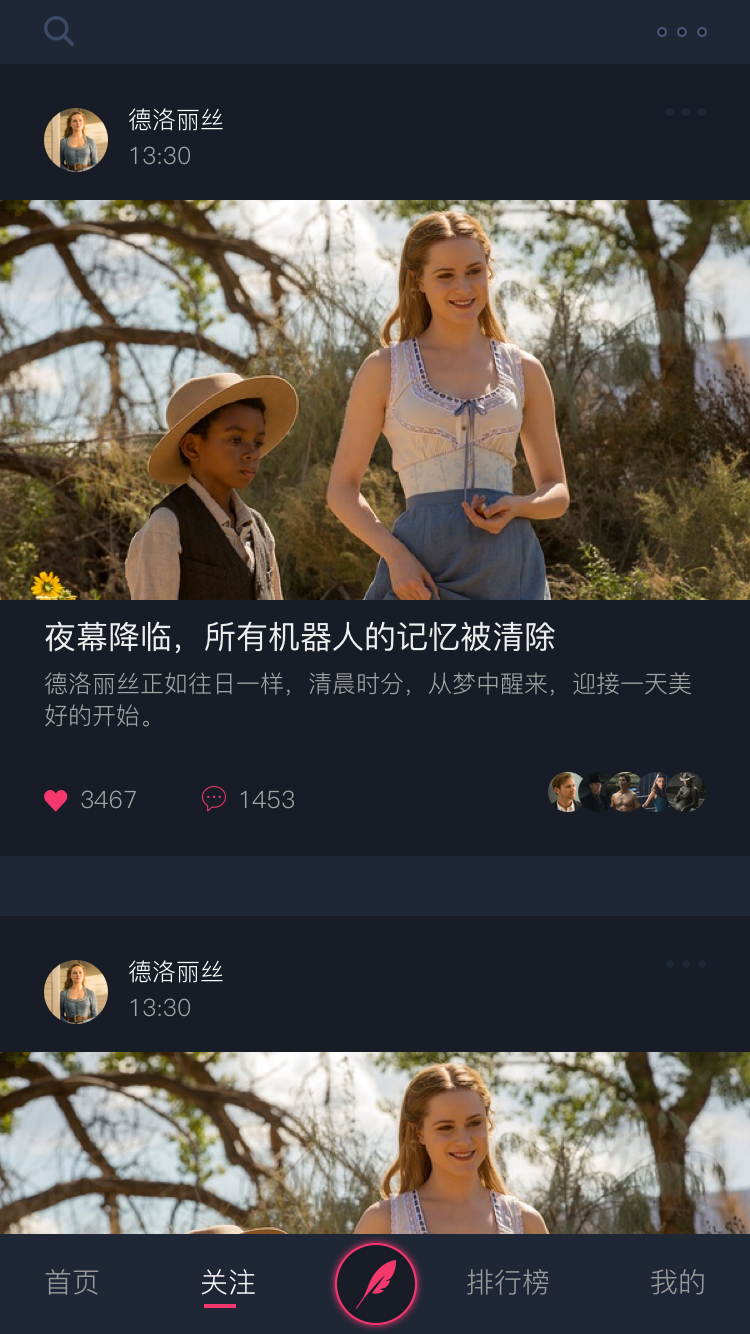 德洛丽丝
13:30
夜幕降临，所有机器人的记忆被清除
德洛丽丝正如往日一样，清晨时分，从梦中醒来，迎接一天美
好的开始。
3467
1453
德洛丽丝
13:30
首页
关注
排行榜
我的